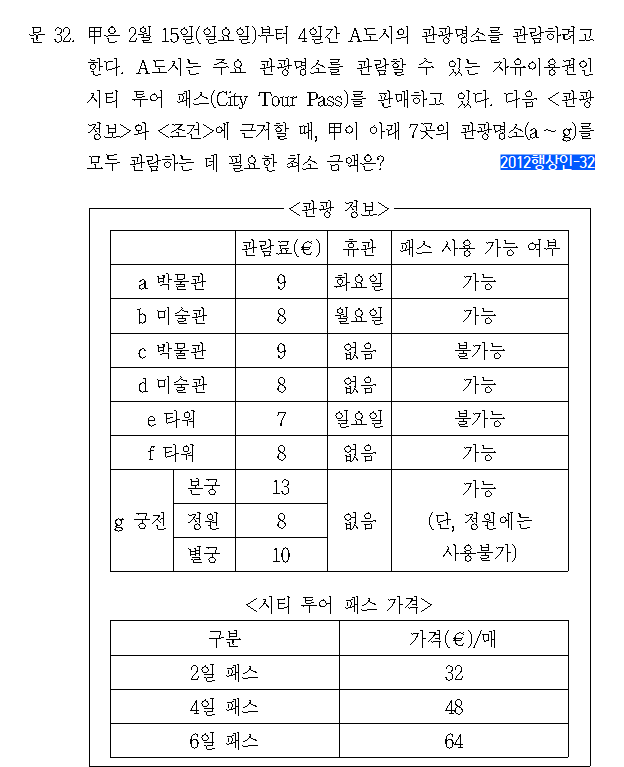 문 32. 甲은 2월 15일(일요일)부터 4일간 A도시의 관광명소를 관람하려고
한다. A도시는 주요 관광명소를 관람할 수 있는 자유이용권인
시티 투어 패스(City Tour Pass)를 판매하고 있다. 다음 <관광
정보>와 <조건>에 근거할 때, 甲이 아래 7곳의 관광명소(a ~ g)를
모두 관람하는 데 필요한 최소 금액은? 2012행상인-32
<관광 정보>
관람료(€) 휴관 패스 사용 가능 여부
a 박물관 9 화요일 가능
b 미술관 8 월요일 가능
c 박물관 9 없음 불가능
d 미술관 8 없음 가능
e 타워 7 일요일 불가능
f 타워 8 없음 가능
g 궁전 본궁 13 없음 가능
정원 8 (단, 정원에는
별궁 10 사용불가)
<시티 투어 패스 가격>
구분 가격(€)/매
2일 패스 32
4일 패스 48
6일 패스 64